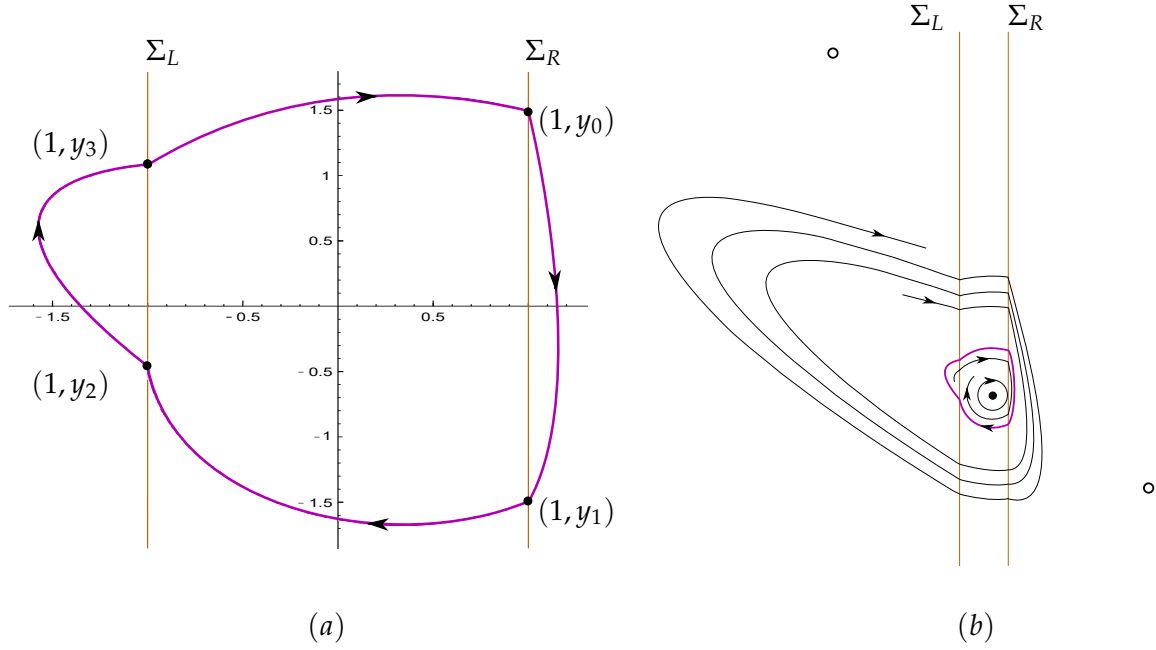 Σ_L Σ_R
1.5
(1, y_0)
(1, y_3)
1
0.5
-1.5 -0.5 0.5
(1, y_2)
-0.5
-1
-1.5
(1, y_1)
(a)
Σ_L Σ_R
(b)